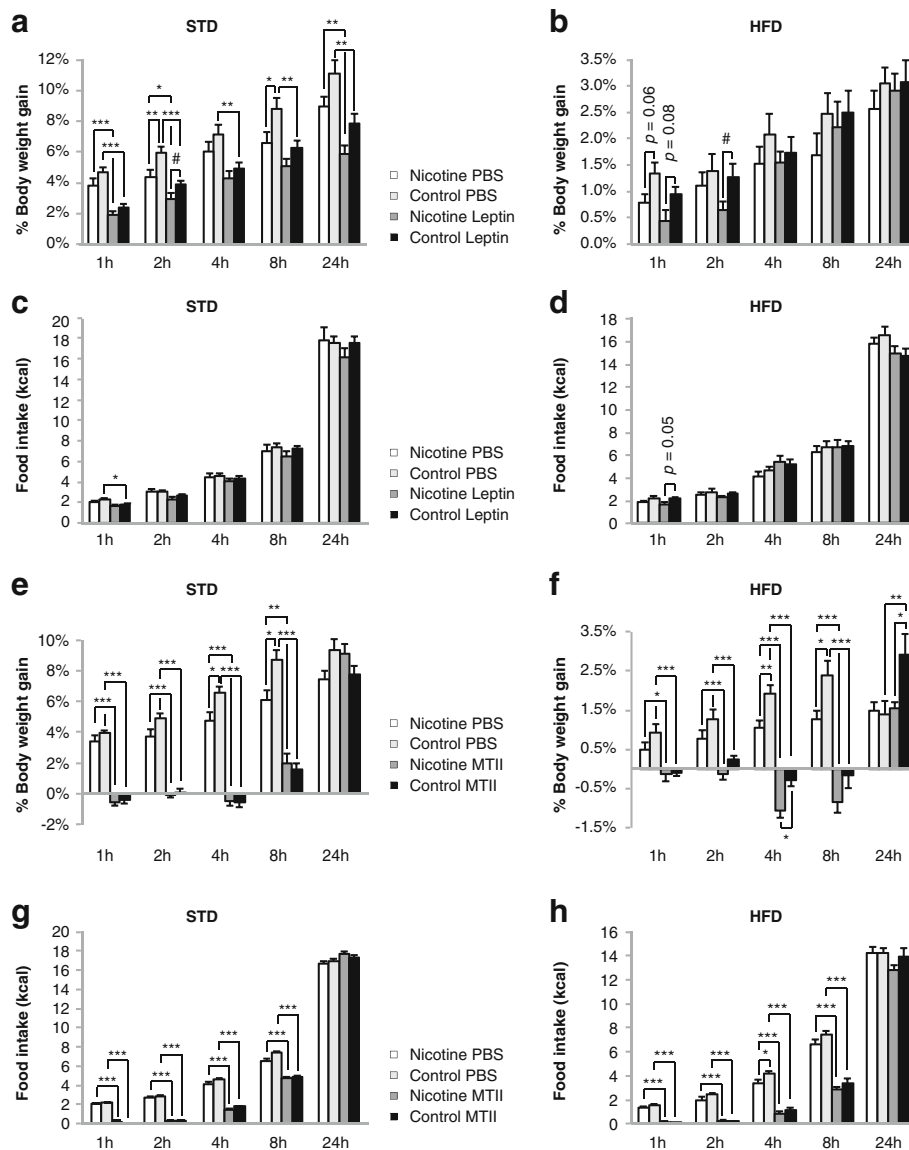 a
STD
% Body weight gain
12%
10%
8%
6%
4%
2%
0%
***
***
*
**
***
#
**
*
**
**
**
1h
2h
4h
8h
24h
Nicotine PBS
Control PBS
Nicotine Leptin
Control Leptin
b
HFD
% Body weight gain
3.5%
3.0%
2.5%
2.0%
1.5%
1.0%
0.5%
0.0%
p = 0.06
p = 0.08
#
1h
2h
4h
8h
24h
c
STD
Food intake (kcal)
20
18
16
14
12
10
8
6
4
2
0
*
1h
2h
4h
8h
24h
Nicotine PBS
Control PBS
Nicotine Leptin
Control Leptin
d
HFD
Food intake (kcal)
18
16
14
12
10
8
6
4
2
0
p = 0.05
1h
2h
4h
8h
24h
e
STD
% Body weight gain
10%
8%
6%
4%
2%
0%
-2%
***
***
***
***
***
*
***
**
*
***
1h
2h
4h
8h
24h
Nicotine PBS
Control PBS
Nicotine MTII
Control MTII
f
HFD
% Body weight gain
3.5%
2.5%
1.5%
0.5%
-0.5%
-1.5%
***
*
***
***
***
***
**
*
***
*
***
**
*
1h
2h
4h
8h
24h
g
STD
Food intake (kcal)
20
18
16
14
12
10
8
6
4
2
0
***
***
***
***
***
***
***
***
1h
2h
4h
8h
24h
Nicotine PBS
Control PBS
Nicotine MTII
Control MTII
h
HFD
Food intake (kcal)
16
14
12
10
8
6
4
2
0
***
***
***
***
***
***
*
***
***
1h
2h
4h
8h
24h